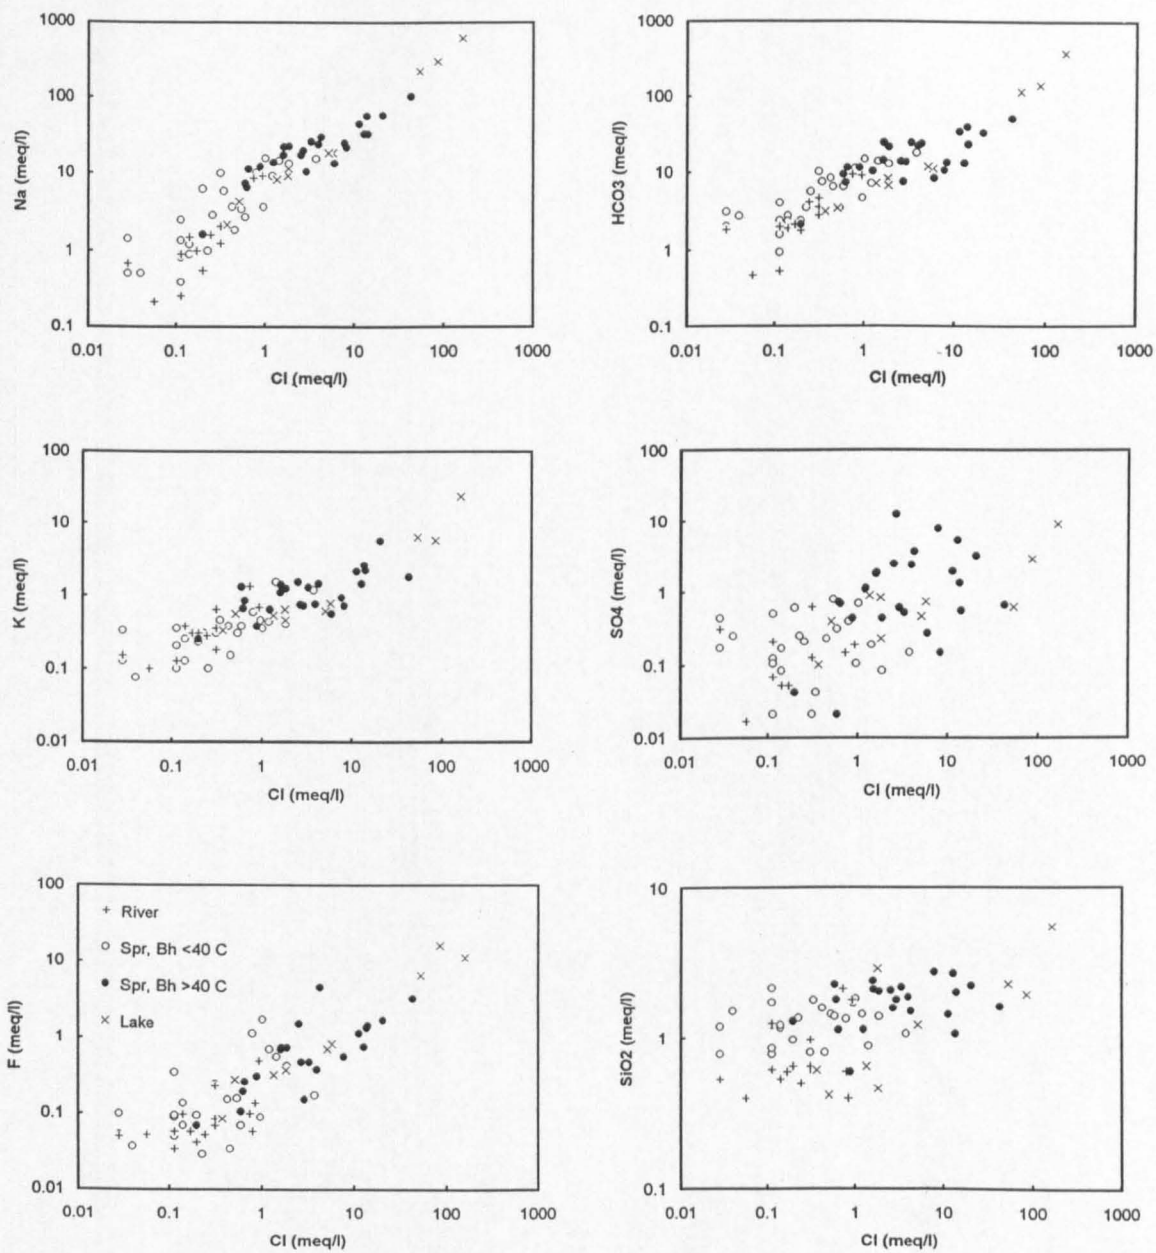 1000
100
10
1
0.1
Na (meq/l)
0.01 0.1 1 10 100 1000
Cl (meq/l)
1000
100
10
1
0.1
HCO3 (meq/l)
0.01 0.1 1 10 100 1000
Cl (meq/l)
100
10
1
0.1
0.01
K (meq/l)
0.01 0.1 1 10 100 1000
Cl (meq/l)
100
10
1
0.1
0.01
SO4 (meq/l)
0.01 0.1 1 10 100 1000
Cl (meq/l)
100
10
1
0.1
0.01
F (meq/l)
+ River
○ Spr, Bh <40 C
● Spr, Bh >40 C
× Lake
0.01 0.1 1 10 100 1000
Cl (meq/l)
10
1
0.1
SiO2 (meq/l)
0.01 0.1 1 10 100 1000
Cl (meq/l)